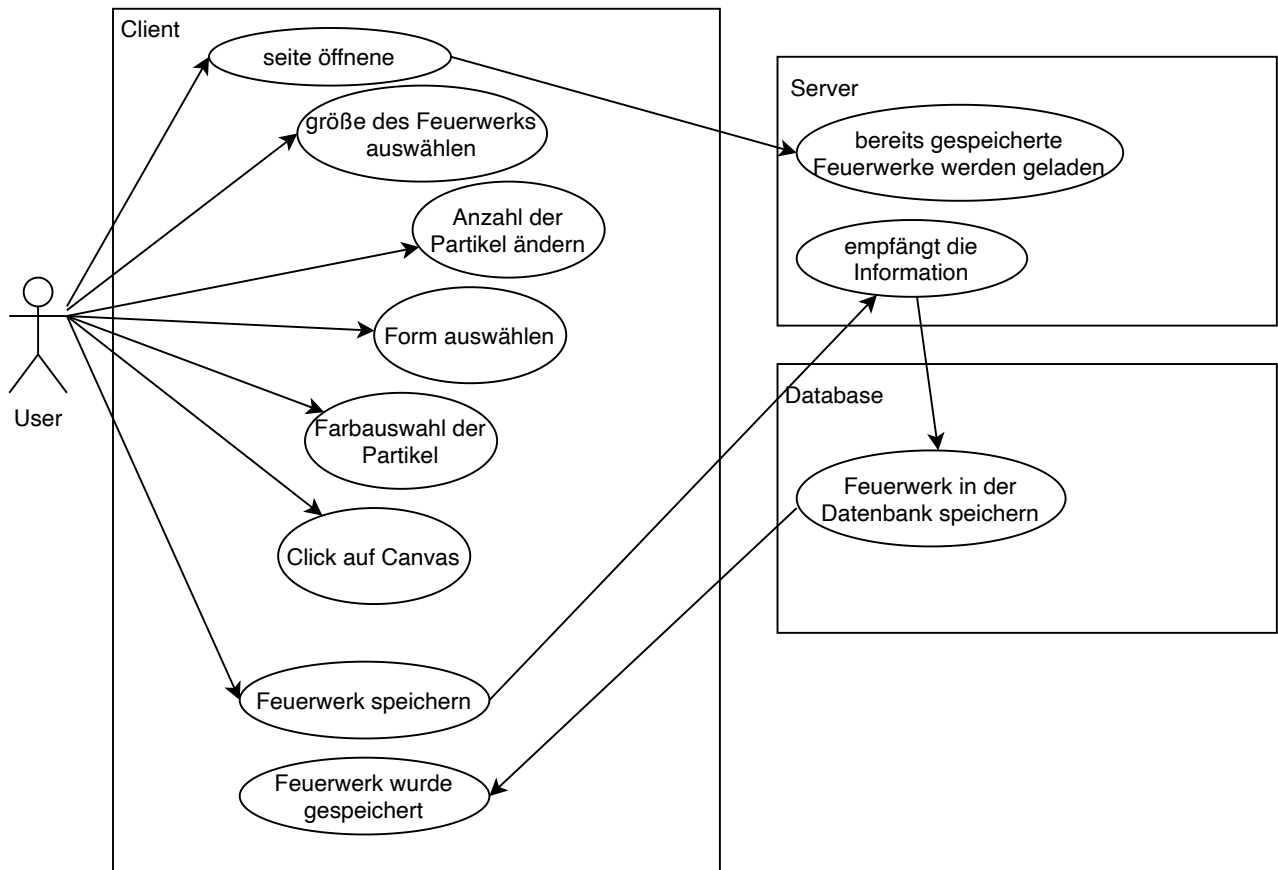 Client
seite öffnene
größe des Feuerwerks
auswählen
Anzahl der
Partikel ändern
Form auswählen
Farbauswahl der
Partikel
Click auf Canvas
Feuerwerk speichern
Feuerwerk wurde
gespeichert
User
Server
bereits gespeicherte
Feuerwerke werden geladen
empfängt die
Information
Database
Feuerwerk in der
Datenbank speichern